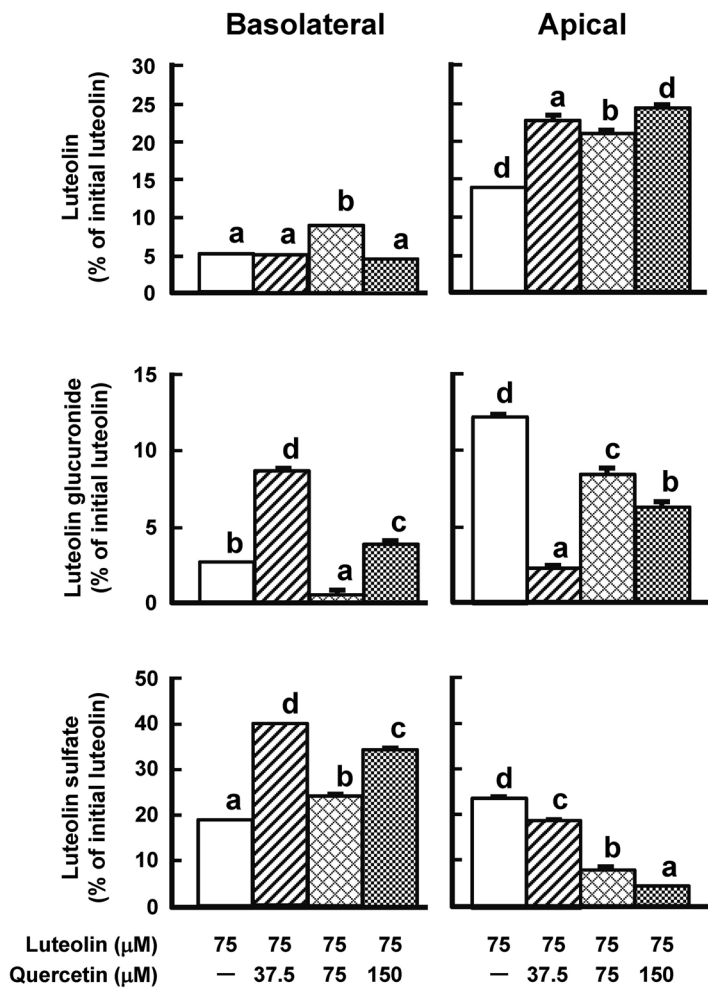 Basolateral Apical
Luteolin
(% of initial luteolin)
30
25
20
15
10
5
0
a a b a
d a b d
Luteolin glucuronide
(% of initial luteolin)
15
10
5
0
b d a c
d a c b
Luteolin sulfate
(% of initial luteolin)
50
40
30
20
10
0
a d b c
d c b a
Luteolin (μM) 75 75 75 75 75 75 75 75
Quercetin (μM) — 37.5 75 150 — 37.5 75 150